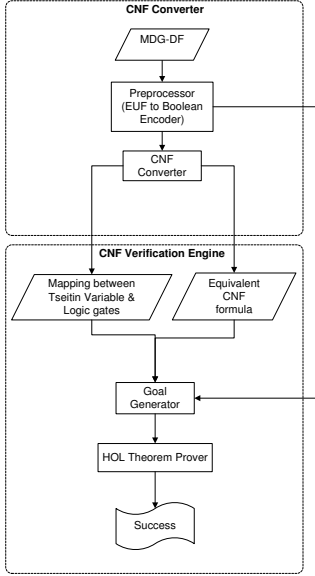 CNF Converter
MDG-DF
Preprocessor
(EUF to Boolean
Encoder)
CNF
Converter
CNF Verification Engine
Mapping between
Tseitin Variable &
Logic gates
Equivalent
CNF
formula
Goal
Generator
HOL Theorem Prover
Success